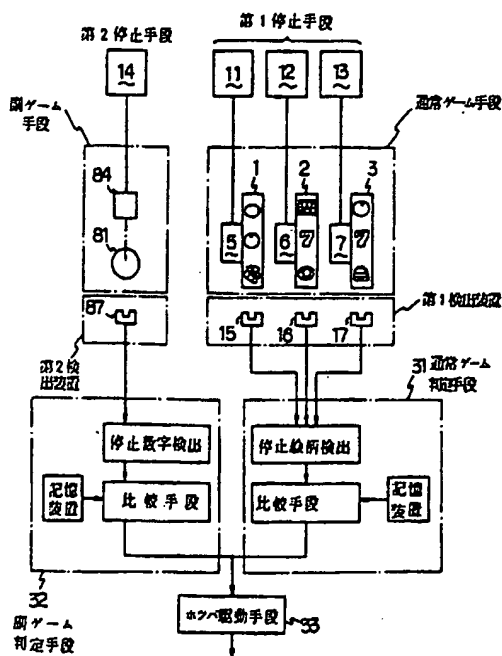 第1停止手段
第2停止手段
14
11
12
13
副ゲーム
手段
通常ゲーム手段
84
1
2
3
81
5
6
7
87
15
16
17
第1検出装置
第2検
出装置
31 通常ゲーム
判定手段
停止数字検出
停止絵柄検出
記憶
装置
比較手段
比較手段
記憶
装置
32
副ゲーム
判定手段
ホッパ駆動手段
33